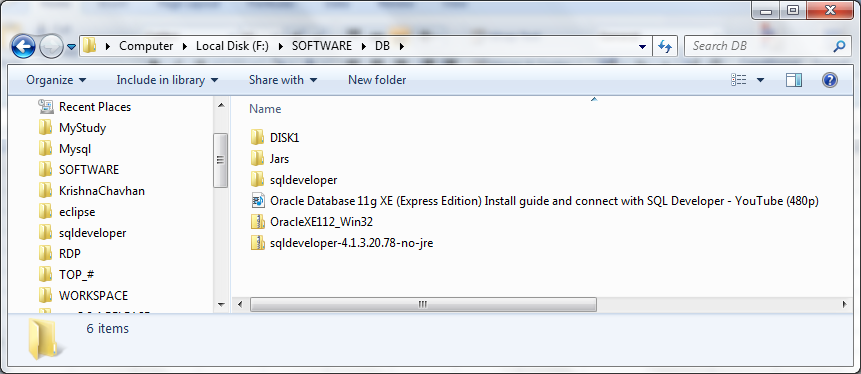 Computer ▸ Local Disk (F:) ▸ SOFTWARE ▸ DB ▸ Search DB
Organize Include in library Share with New folder
Recent Places
MyStudy
Mysql
SOFTWARE
KrishnaChavhan
eclipse
sqldeveloper
RDP
TOP_#
WORKSPACE
Name
DISK1
Jars
sqldeveloper
Oracle Database 11g XE (Express Edition) Install guide and connect with SQL Developer - YouTube (480p)
OracleXE112_Win32
sqldeveloper-4.1.3.20.78-no-jre
6 items